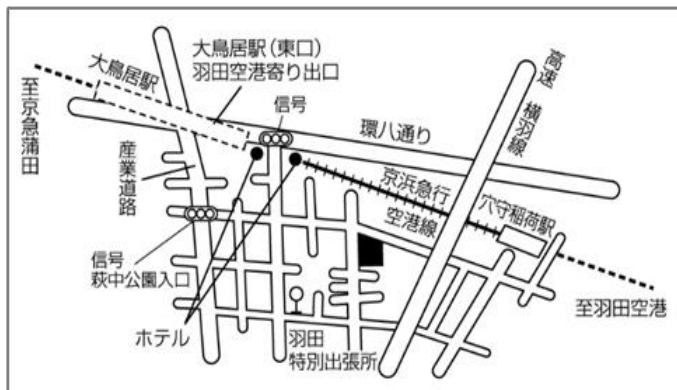 大鳥居駅(東口)
羽田空港寄り出口
大鳥居駅
至京急蒲田
信号
環八通り
高速 横羽線
産業道路
京浜急行
空港線
穴守稲荷駅
信号
萩中公園入口
至羽田空港
ホテル
羽田
特別出張所